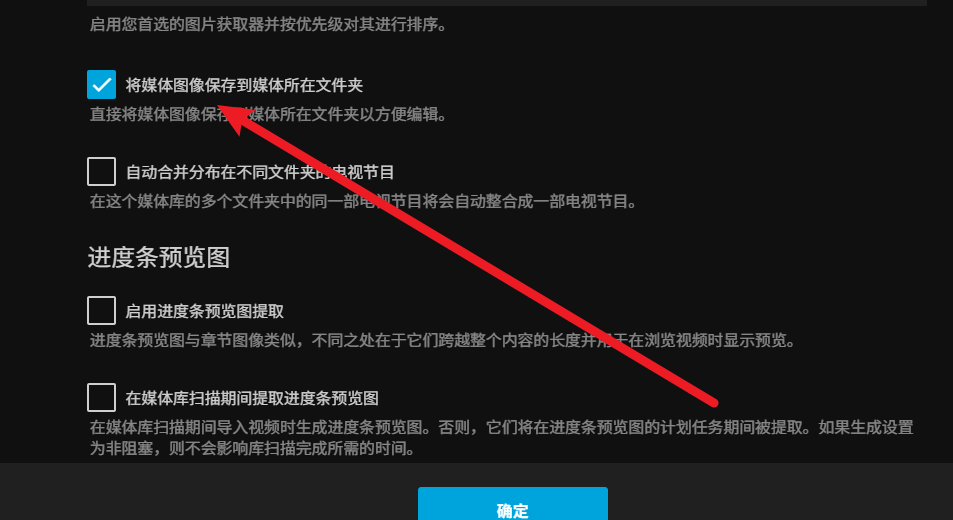 启用您首选的图片获取器并按优先级对其进行排序。
将媒体图像保存到媒体所在文件夹
直接将媒体图像保存到媒体所在文件夹以方便编辑。
自动合并分布在不同文件夹的电视节目
在这个媒体库的多个文件夹中的同一部电视节目将会自动整合成一部电视节目。
进度条预览图
启用进度条预览图提取
进度条预览图与章节图像类似，不同之处在于它们跨越整个内容的长度并用于在浏览视频时显示预览。
在媒体库扫描期间提取进度条预览图
在媒体库扫描期间导入视频时生成进度条预览图。否则，它们将在进度条预览图的计划任务期间被提取。如果生成设置
为非阻塞，则不会影响库扫描完成所需的时间。
确定